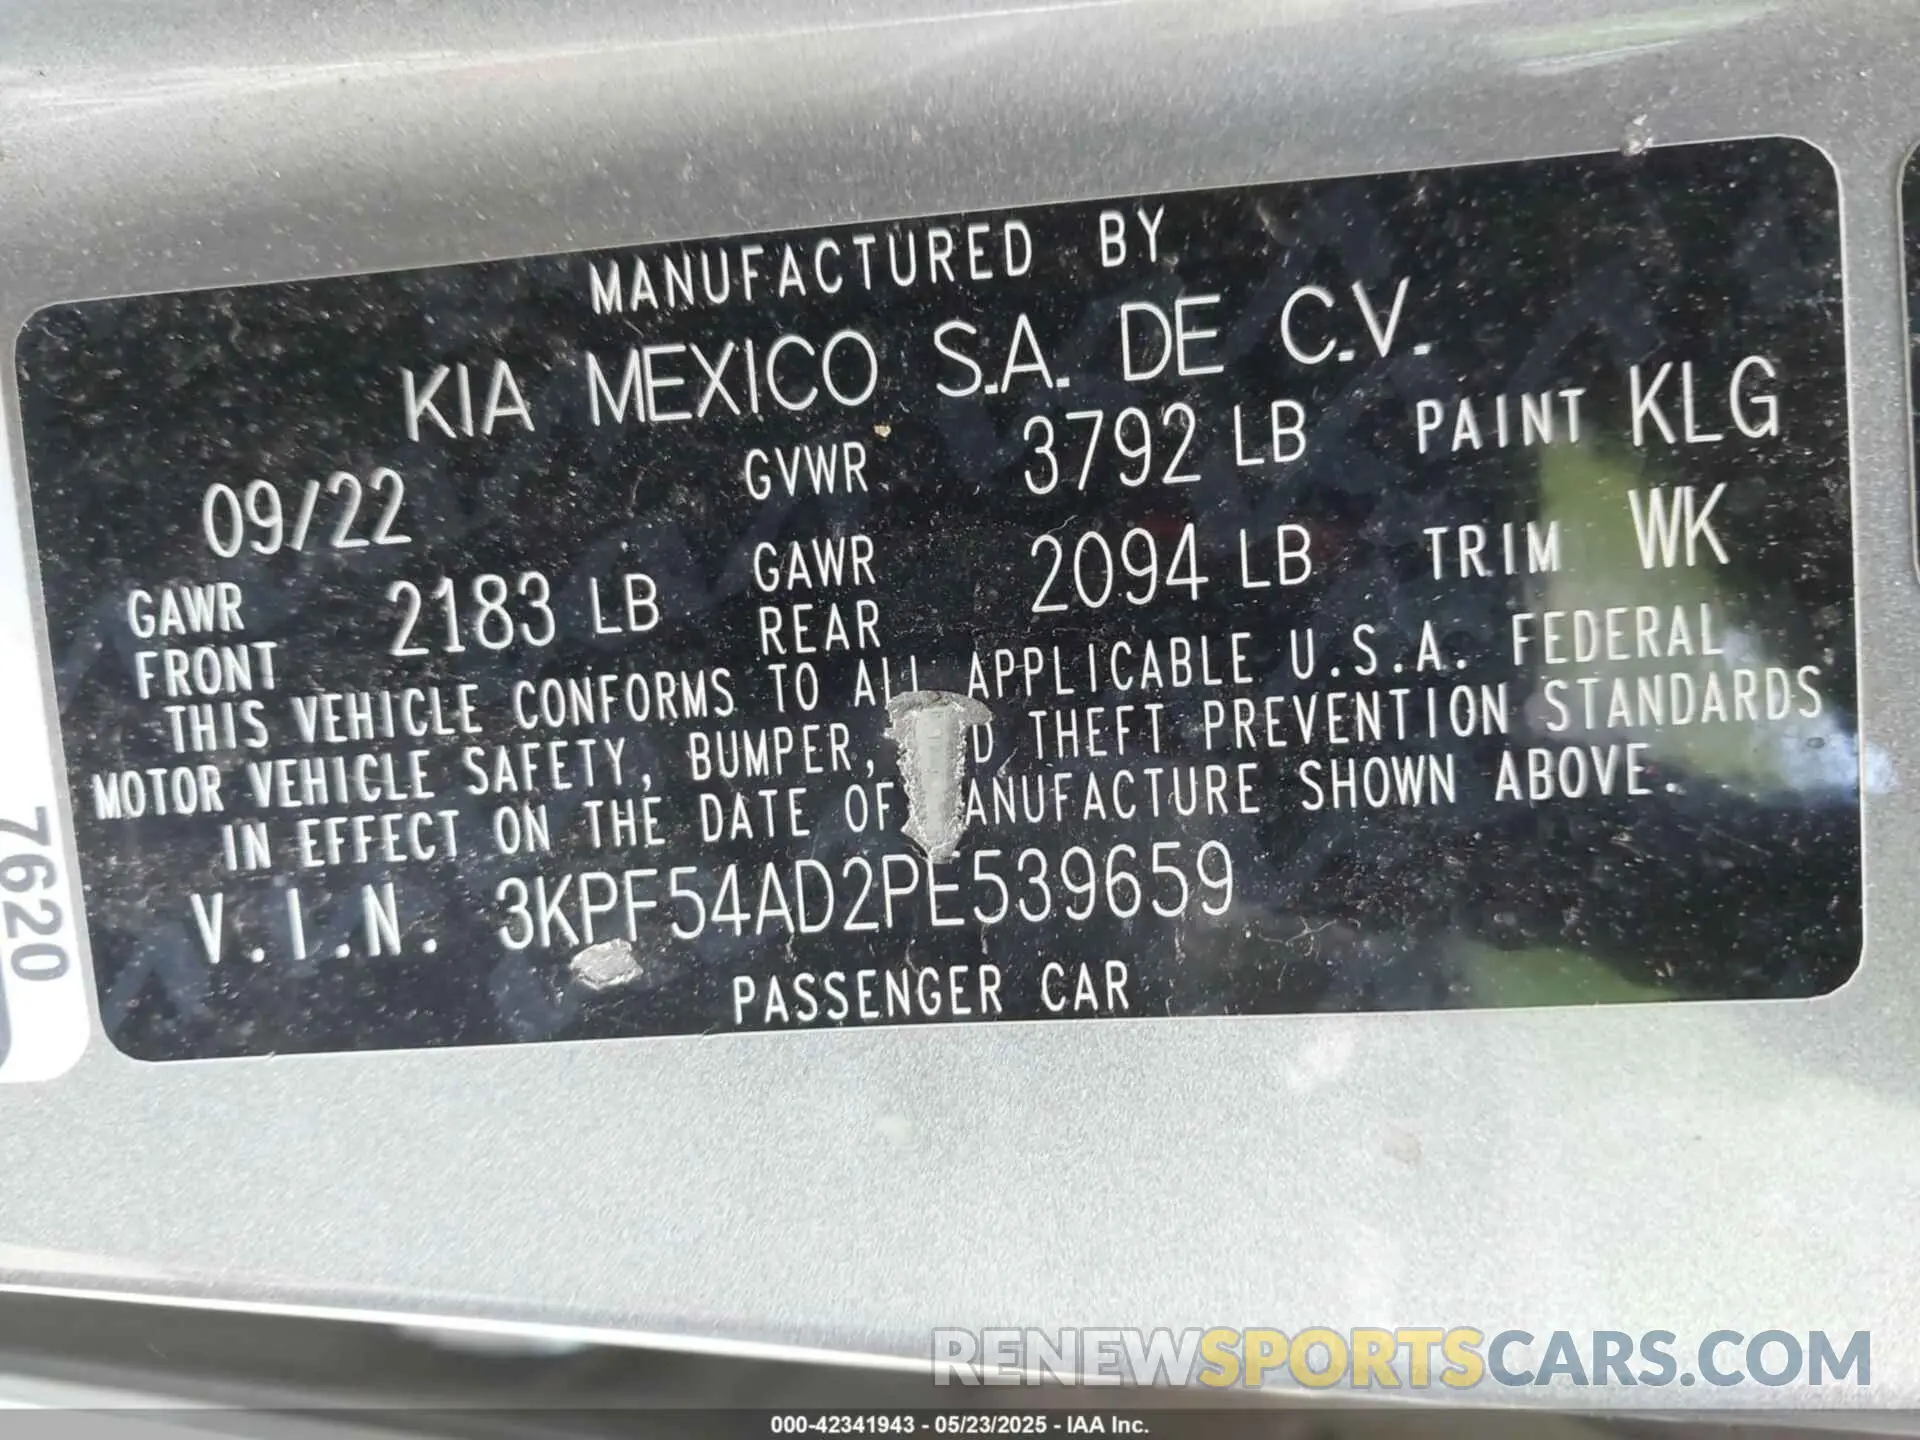 MANUFACTURED BY
KIA MEXICO S.A. DE C.V.
09/22 GVWR 3792 LB PAINT KLG
GAWR FRONT 2183 LB GAWR REAR 2094 LB TRIM WK
THIS VEHICLE CONFORMS TO ALL APPLICABLE U.S.A. FEDERAL
MOTOR VEHICLE SAFETY, BUMPER, D THEFT PREVENTION STANDARDS
IN EFFECT ON THE DATE OF ANUFACTURE SHOWN ABOVE.
V.I.N. 3KPF54AD2PE539659
PASSENGER CAR
7620
RENEWSPORTSCARS.COM
000-42341943 - 05/23/2025 - IAA Inc.